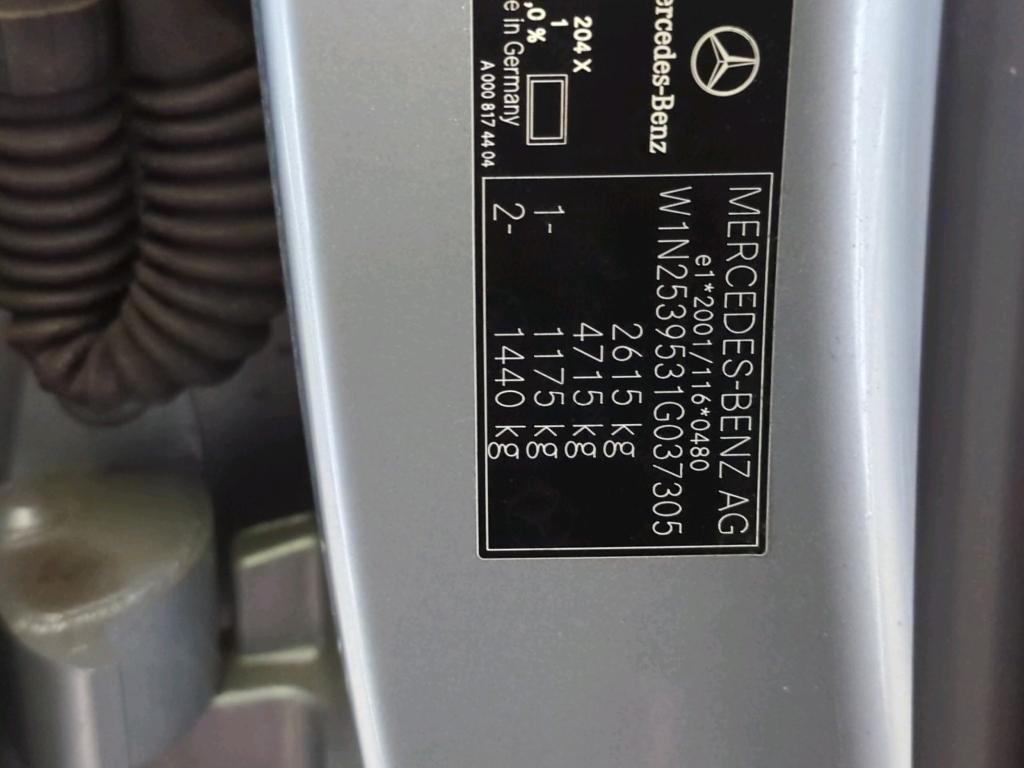 Mercedes-Benz
204 X
1
,0 %
e in Germany
A 000 817 44 04
MERCEDES-BENZ AG
e1*2001/116*0480
W1N2539531G037305
2615 kg
4715 kg
1- 1175 kg
2- 1440 kg